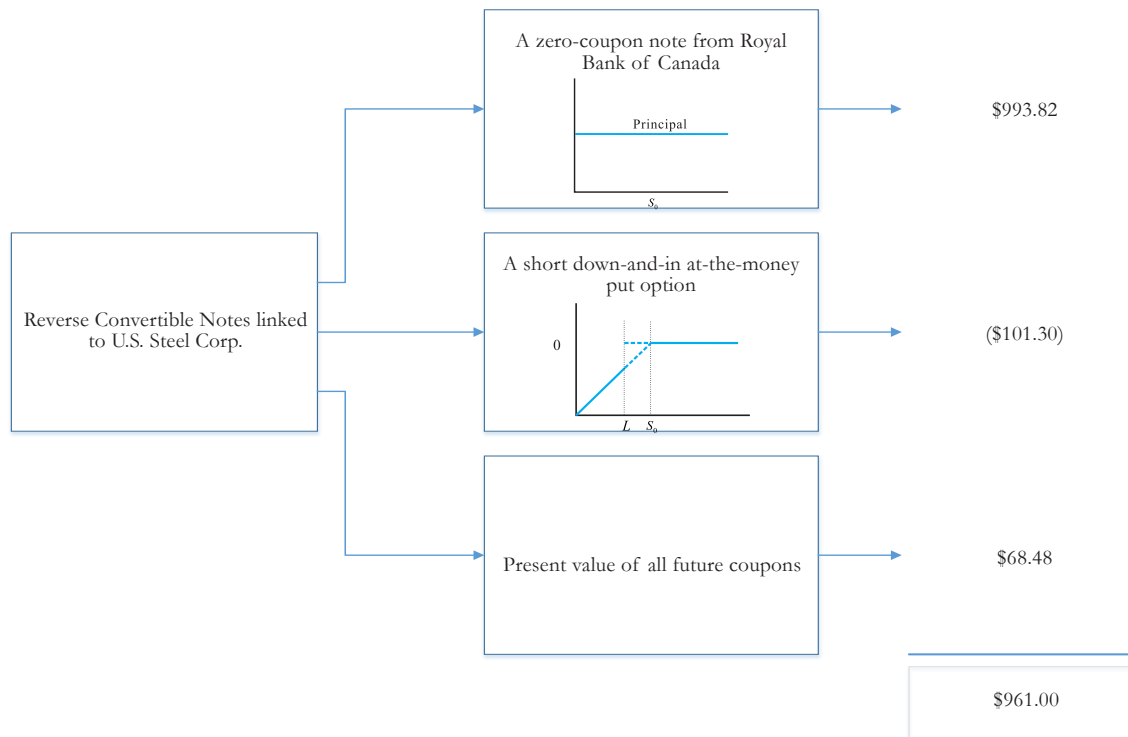 A zero-coupon note from Royal
Bank of Canada
Principal
S₀
$993.82
Reverse Convertible Notes linked
to U.S. Steel Corp.
A short down-and-in at-the-money
put option
0
L
S₀
($101.30)
Present value of all future coupons
$68.48
$961.00